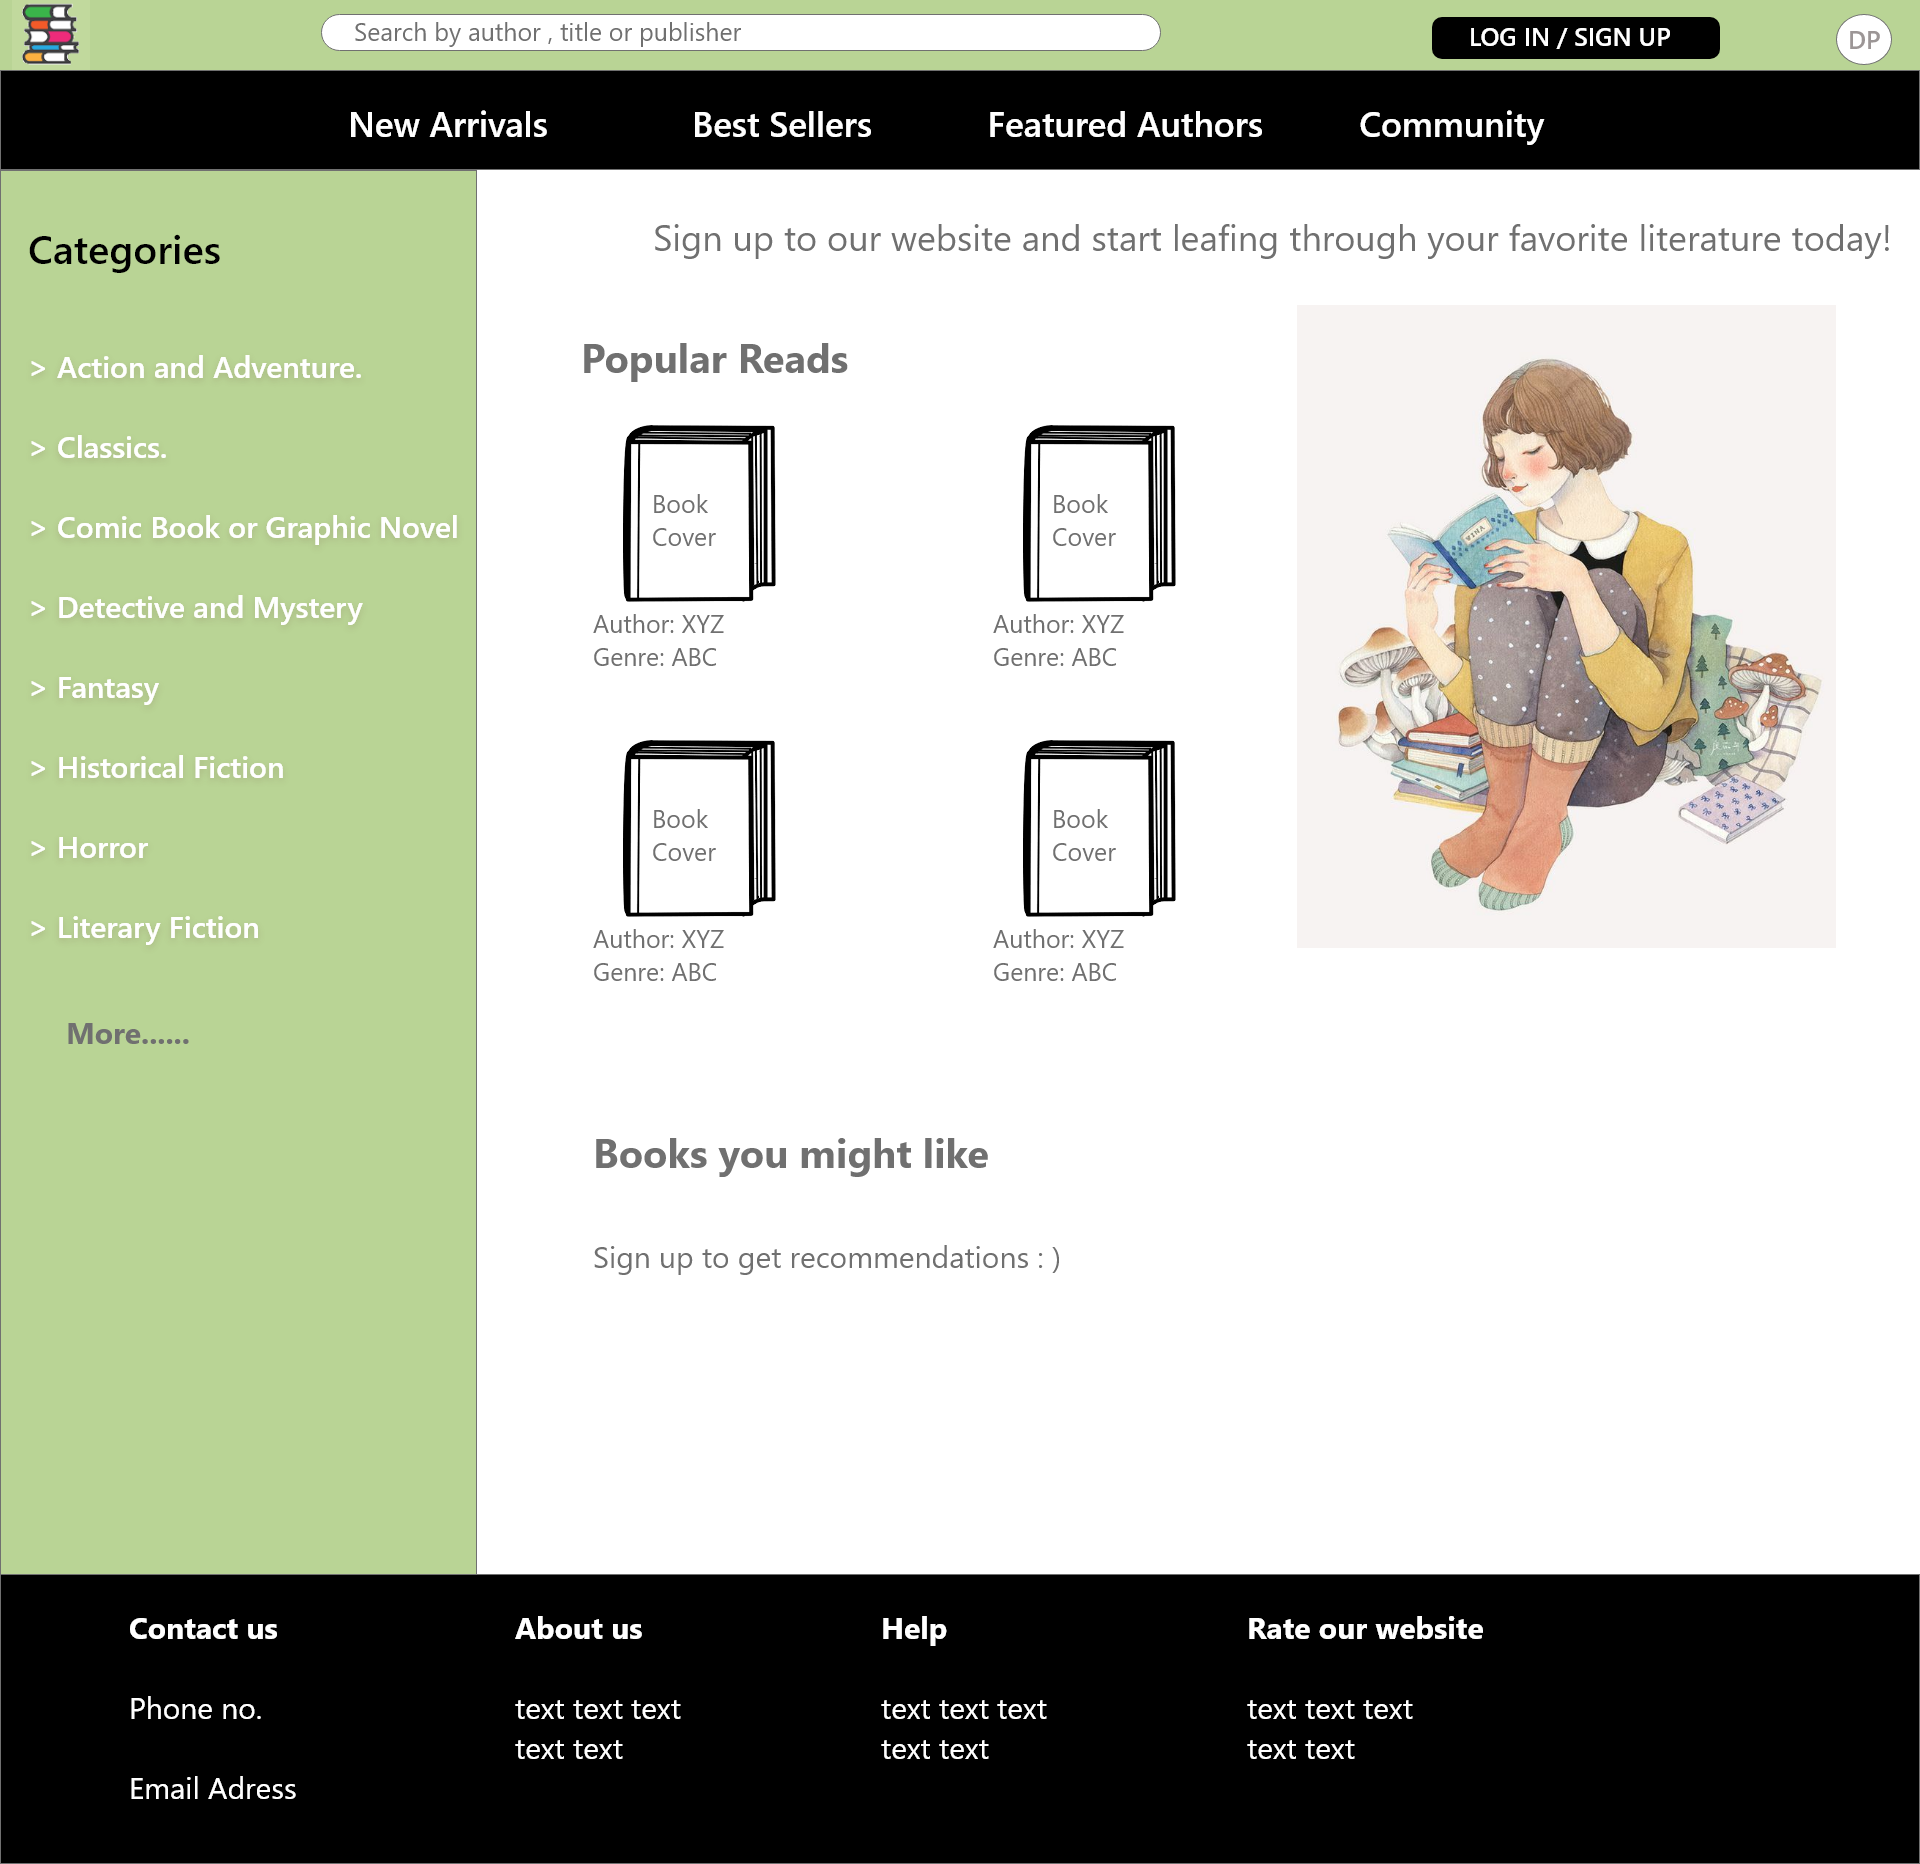 Search by author , title or publisher
LOG IN / SIGN UP
DP
New Arrivals
Best Sellers
Featured Authors
Community
Categories
> Action and Adventure.
> Classics.
> Comic Book or Graphic Novel
> Detective and Mystery
> Fantasy
> Historical Fiction
> Horror
> Literary Fiction
More......
Sign up to our website and start leafing through your favorite literature today!
Popular Reads
Book
Cover
Author: XYZ
Genre: ABC
Book
Cover
Author: XYZ
Genre: ABC
Book
Cover
Author: XYZ
Genre: ABC
Book
Cover
Author: XYZ
Genre: ABC
Books you might like
Sign up to get recommendations : )
Contact us
Phone no.
Email Adress
About us
text text text
text text
Help
text text text
text text
Rate our website
text text text
text text